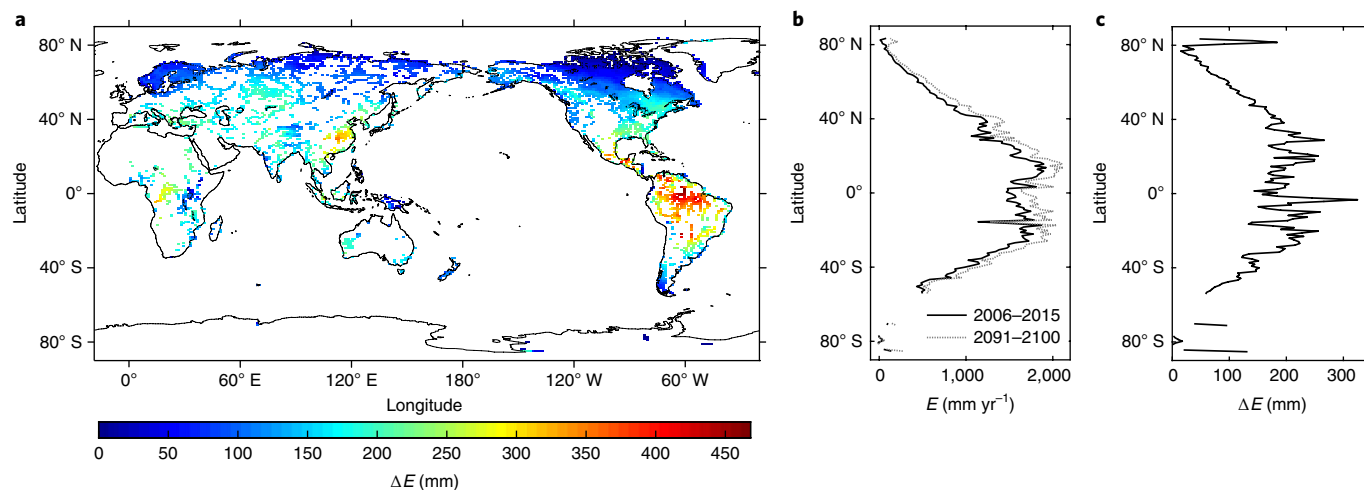 a
80° N
40° N
0°
40° S
80° S
Latitude
0°
60° E
120° E
180°
120° W
60° W
Longitude
0
50
100
150
200
250
300
350
400
450
ΔE (mm)
b
80° N
40° N
0°
40° S
80° S
Latitude
2006–2015
2091–2100
0
1,000
2,000
E (mm yr⁻¹)
c
80° N
40° N
0°
40° S
80° S
Latitude
0
100
200
300
ΔE (mm)